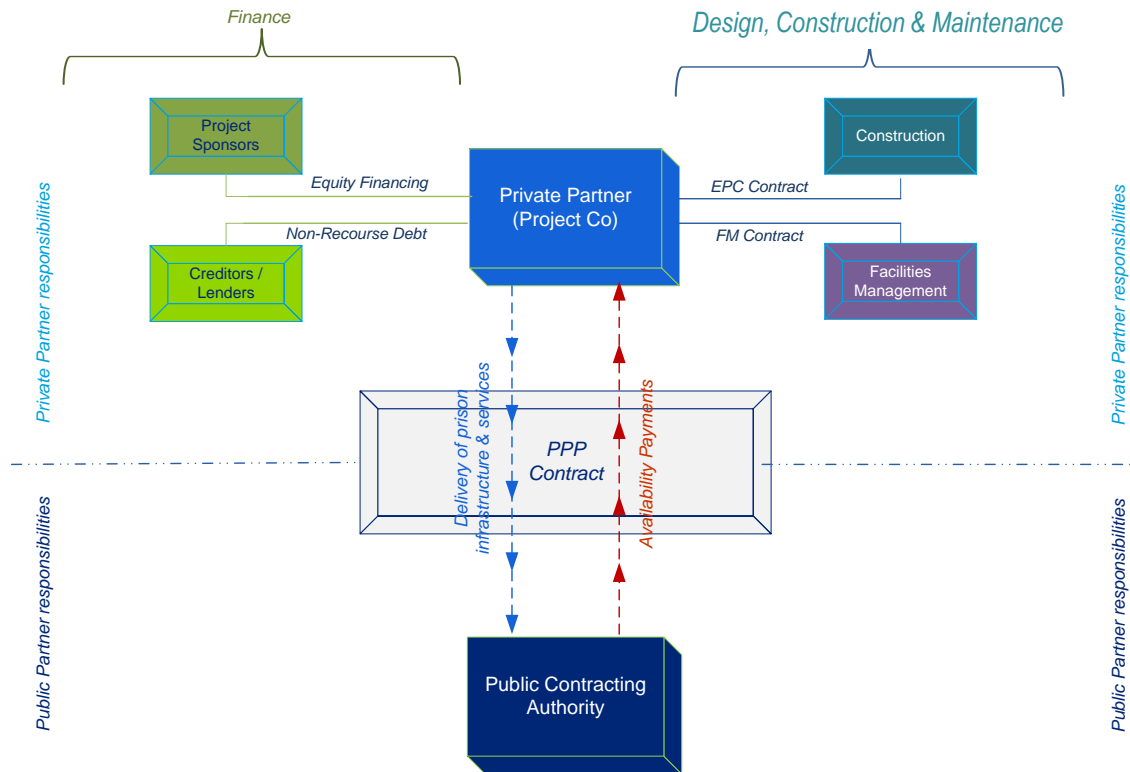 Finance
Design, Construction & Maintenance
Project
Sponsors
Construction
Equity Financing
Private Partner
(Project Co)
EPC Contract
Non-Recourse Debt
FM Contract
Creditors /
Lenders
Facilities
Management
Private Partner responsibilities
Private Partner responsibilities
Delivery of prison
infrastructure & services
PPP
Contract
Availability Payments
Public Partner responsibilities
Public Partner responsibilities
Public Contracting
Authority